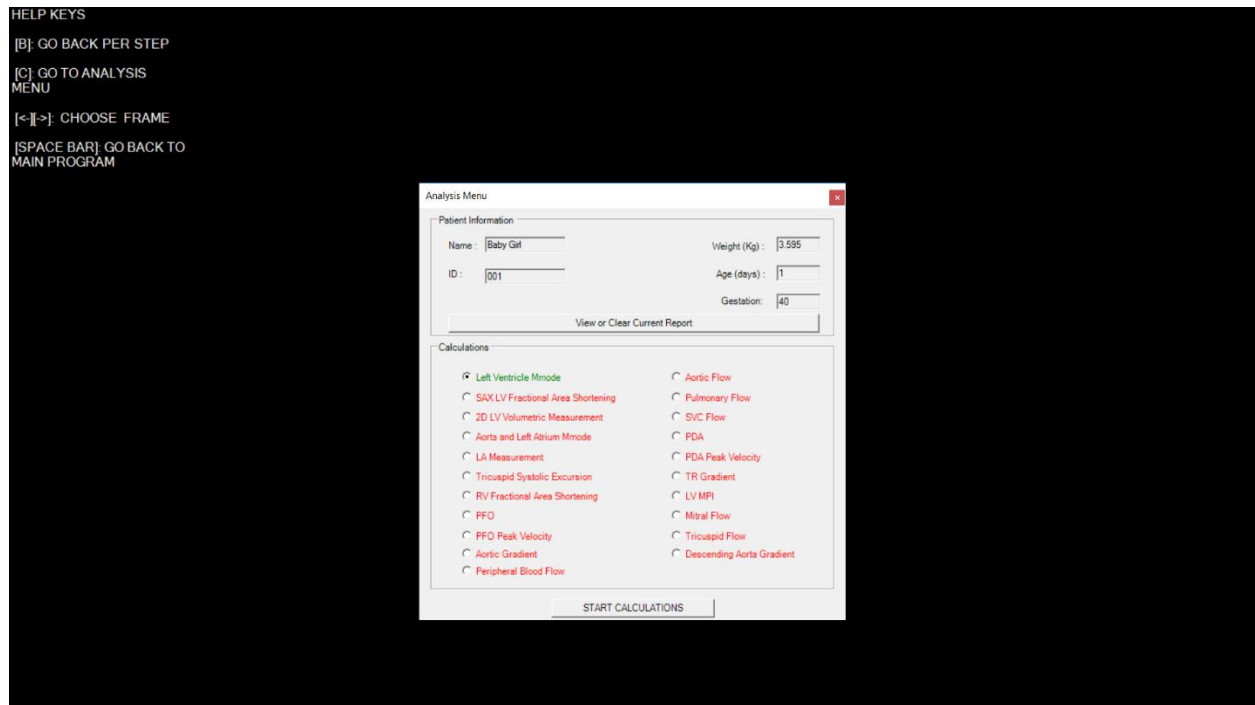 HELP KEYS
[B]: GO BACK PER STEP
[C]: GO TO ANALYSIS
MENU
[<-][->]: CHOOSE FRAME
[SPACE BAR]: GO BACK TO
MAIN PROGRAM
Analysis Menu
Patient Information
Name : Baby Girl
Weight (Kg) : 3.595
ID : 001
Age (days) : 1
Gestation: 40
View or Clear Current Report
Calculations
Left Ventricle Mmode
Aortic Flow
SAX LV Fractional Area Shortening
Pulmonary Flow
2D LV Volumetric Measurement
SVC Flow
Aorta and Left Atrium Mmode
PDA
LA Measurement
PDA Peak Velocity
Tricuspid Systolic Excursion
TR Gradient
RV Fractional Area Shortening
LV MPI
PFO
Mitral Flow
PFO Peak Velocity
Tricuspid Flow
Aortic Gradient
Descending Aorta Gradient
Peripheral Blood Flow
START CALCULATIONS